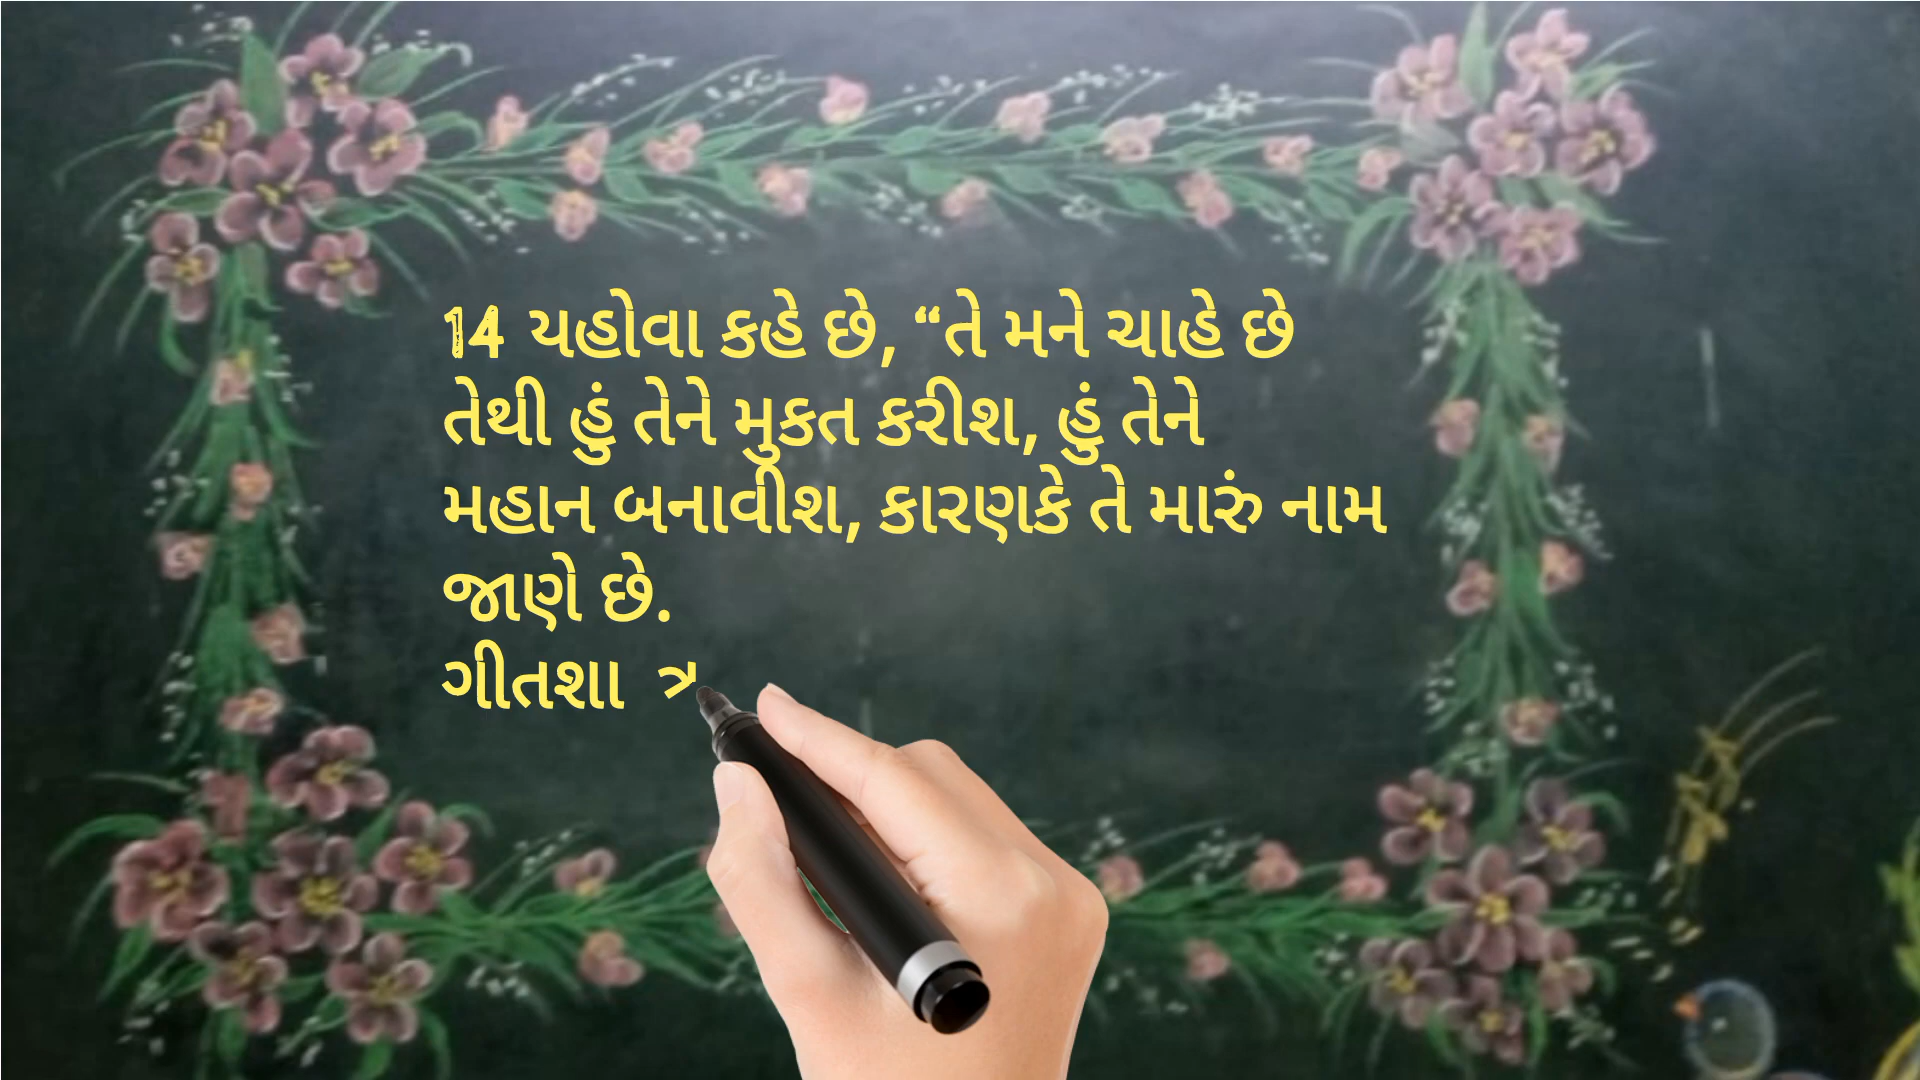 14 યહોવા કહે છે, “તે મને ચાહે છે
તેથી હું તેને મુકત કરીશ, હું તેને
મહાન બનાવીશ, કારણકે તે મારું નામ
જાણે છે.
ગીતશા